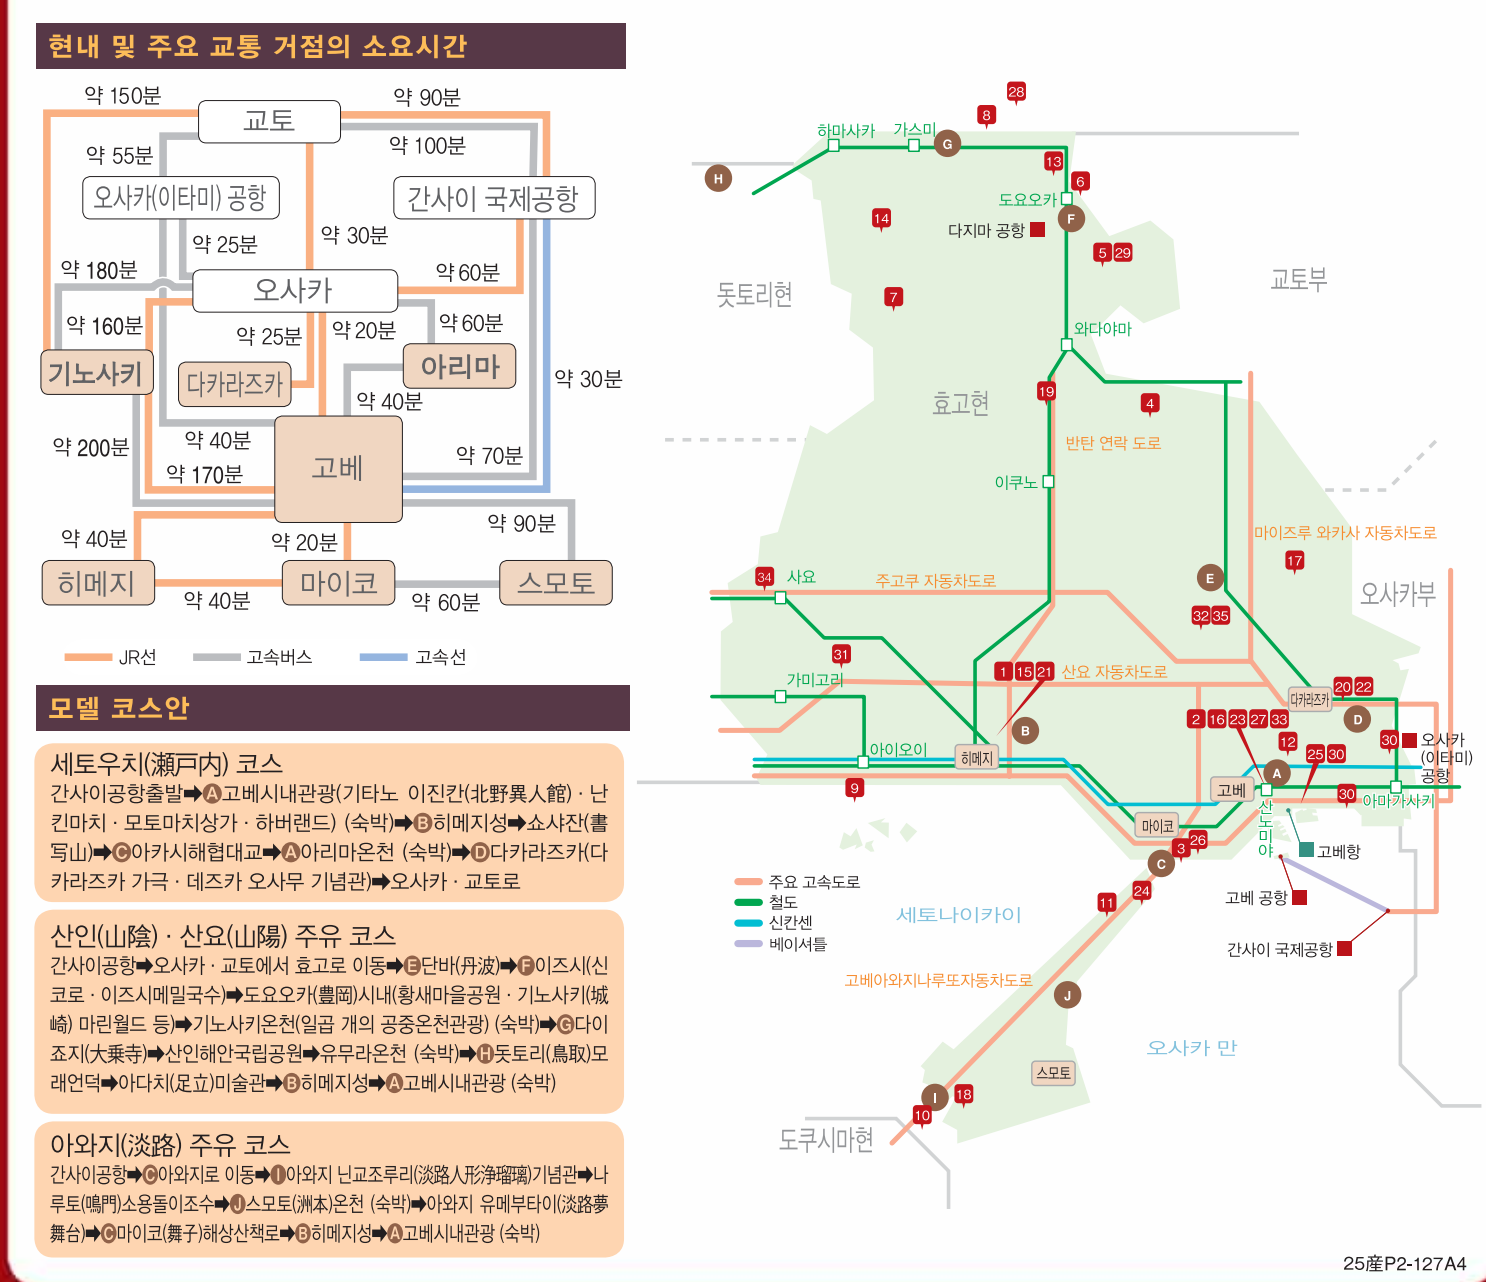 현내 및 주요 교통 거점의 소요시간
약 150분
교토
약 90분
약 100분
약 55분
오사카(이타미) 공항
간사이 국제공항
약 25분
약 30분
약 180분
오사카
약 60분
약 160분
약 25분
약 20분
약 60분
기노사키
다카라즈카
아리마
약 30분
약 40분
약 200분
약 40분
고베
약 70분
약 170분
약 90분
약 40분
약 20분
히메지
마이코
스모토
약 40분
약 60분
JR선
고속버스
고속선
모델 코스안
세토우치(瀬戸内) 코스
간사이공항출발➡A고베시내관광(기타노 이진칸(北野異人館)·난
킨마치·모토마치상가·하버랜드) (숙박)➡B히메지성➡쇼샤잔(書
写山)➡C아카시해협대교➡A아리마온천 (숙박)➡D다카라즈카(다
카라즈카 가극·데즈카 오사무 기념관)➡오사카·교토로
산인(山陰)·산요(山陽) 주유 코스
간사이공항➡오사카·교토에서 효고로 이동➡E단바(丹波)➡F이즈시(신
코로·이즈시메밀국수)➡도요오카(豊岡)시내(황새마을공원·기노사키(城
崎) 마린월드 등)➡기노사키온천(일곱 개의 공중온천관광) (숙박)➡G다이
죠지(大乗寺)➡산인해안국립공원➡유무라온천 (숙박)➡H돗토리(鳥取)모
래언덕➡아다치(足立)미술관➡B히메지성➡A고베시내관광 (숙박)
아와지(淡路) 주유 코스
간사이공항➡C아와지로 이동➡I아와지 닌교조루리(淡路人形浄瑠璃)기념관➡나
루토(鳴門)소용돌이조수➡J스모토(洲本)온천 (숙박)➡아와지 유메부타이(淡路夢
舞台)➡C마이코(舞子)해상산책로➡B히메지성➡A고베시내관광 (숙박)
28
8
하마사카
가스미
G
13
H
6
도요오카
14
F
다지마 공항
5 29
교토부
돗토리현
7
와다야마
19
효고현
4
반탄 연락 도로
이쿠노
마이즈루 와카사 자동차도로
17
34
사요
주고쿠 자동차도로
E
오사카부
32 35
31
1 15 21
산요 자동차도로
가미고리
20 22
다카라즈카
2 16 23 27 33
D
B
12
30
오사카
(이타미)
공항
아이오이
히메지
25 30
A
9
고베
30
아마가사키
산노미야
마이코
26
3
고베항
C
주요 고속도로
철도
신칸센
베이셔틀
24
11
고베 공항
세토나이카이
간사이 국제공항
고베아와지나루또자동차도로
J
오사카 만
스모토
I
18
10
도쿠시마현
25産P2-127A4